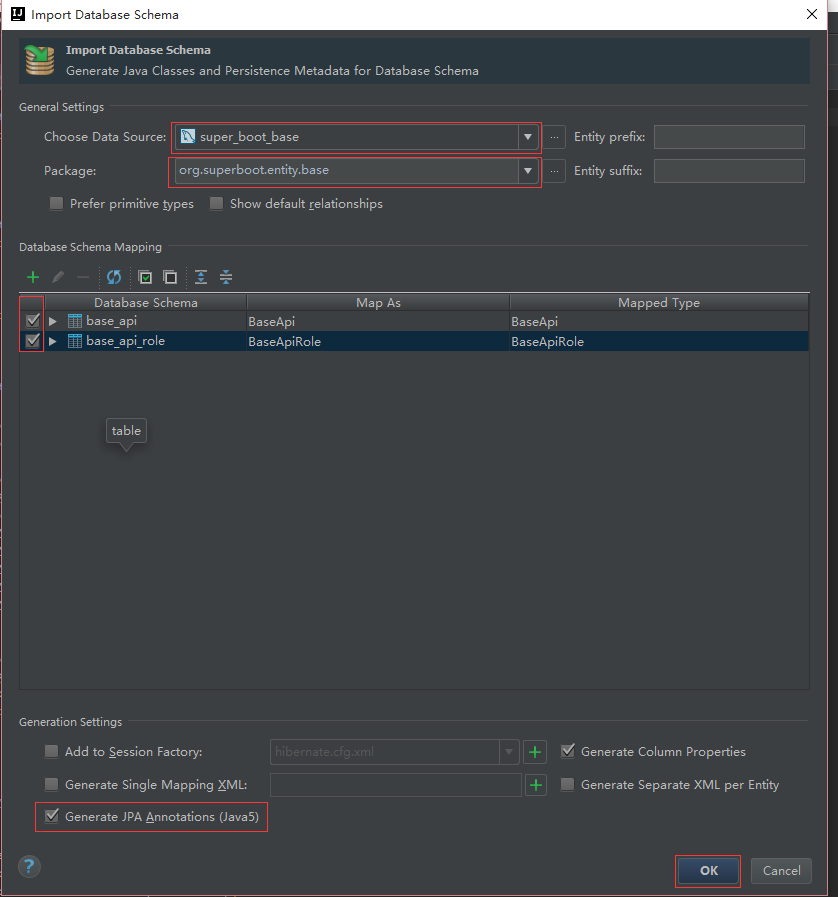 Import Database Schema
Import Database Schema
Generate Java Classes and Persistence Metadata for Database Schema
General Settings
Choose Data Source: super_boot_base ... Entity prefix:
Package: org.superboot.entity.base ... Entity suffix:
Prefer primitive types Show default relationships
Database Schema Mapping
Database Schema Map As Mapped Type
base_api BaseApi BaseApi
base_api_role BaseApiRole BaseApiRole
table
Generation Settings
Add to Session Factory: hibernate.cfg.xml Generate Column Properties
Generate Single Mapping XML: Generate Separate XML per Entity
Generate JPA Annotations (Java5)
? OK Cancel